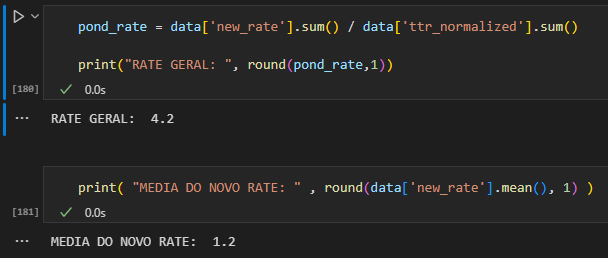 pond_rate = data['new_rate'].sum() / data['ttr_normalized'].sum()
print("RATE GERAL: ", round(pond_rate,1))
[180]
0.0s
... RATE GERAL:  4.2
print( "MEDIA DO NOVO RATE: " , round(data['new_rate'].mean(), 1) )
[181]
0.0s
... MEDIA DO NOVO RATE:  1.2